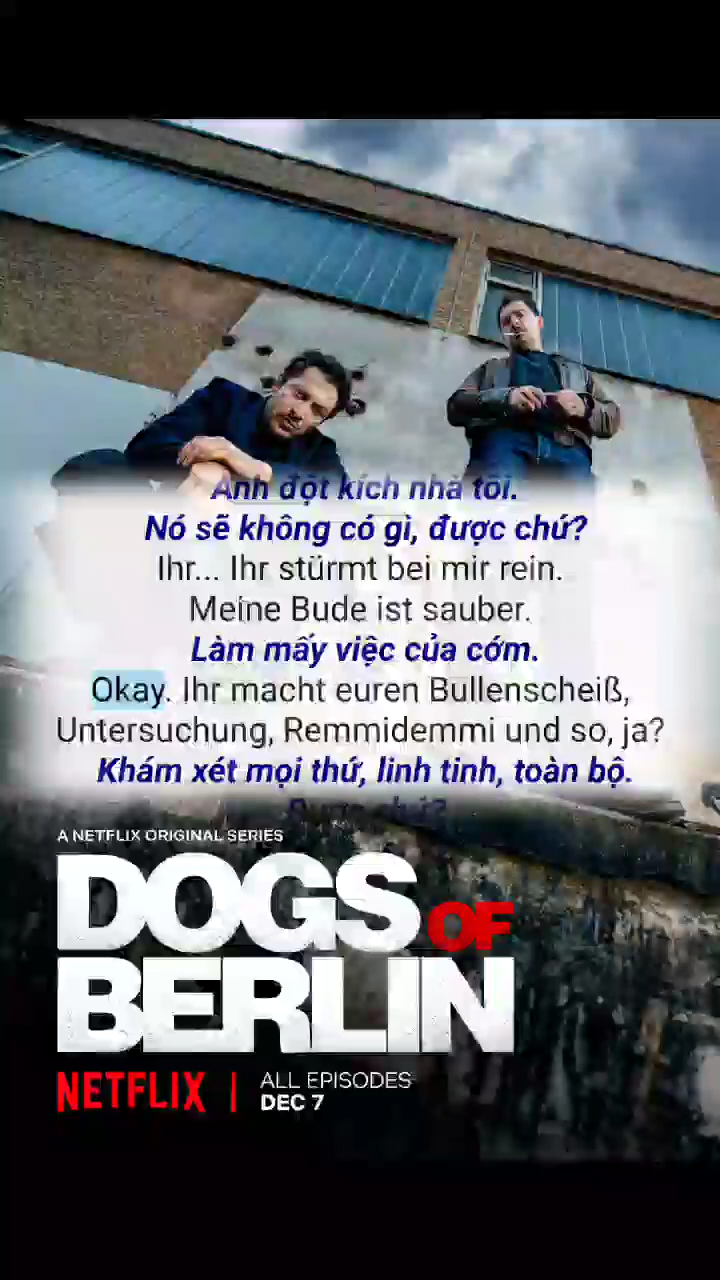 Anh đột kích nhà tôi.
Nó sẽ không có gì, được chứ?
Ihr... Ihr stürmt bei mir rein.
Meine Bude ist sauber.
Làm mấy việc của cớm.
Okay. Ihr macht euren Bullenscheiß,
Untersuchung, Remmidemmi und so, ja?
Khám xét mọi thứ, linh tinh, toàn bộ.
Được chứ?
A NETFLIX ORIGINAL SERIES
DOGS OF
BERLIN
NETFLIX | ALL EPISODES
DEC 7